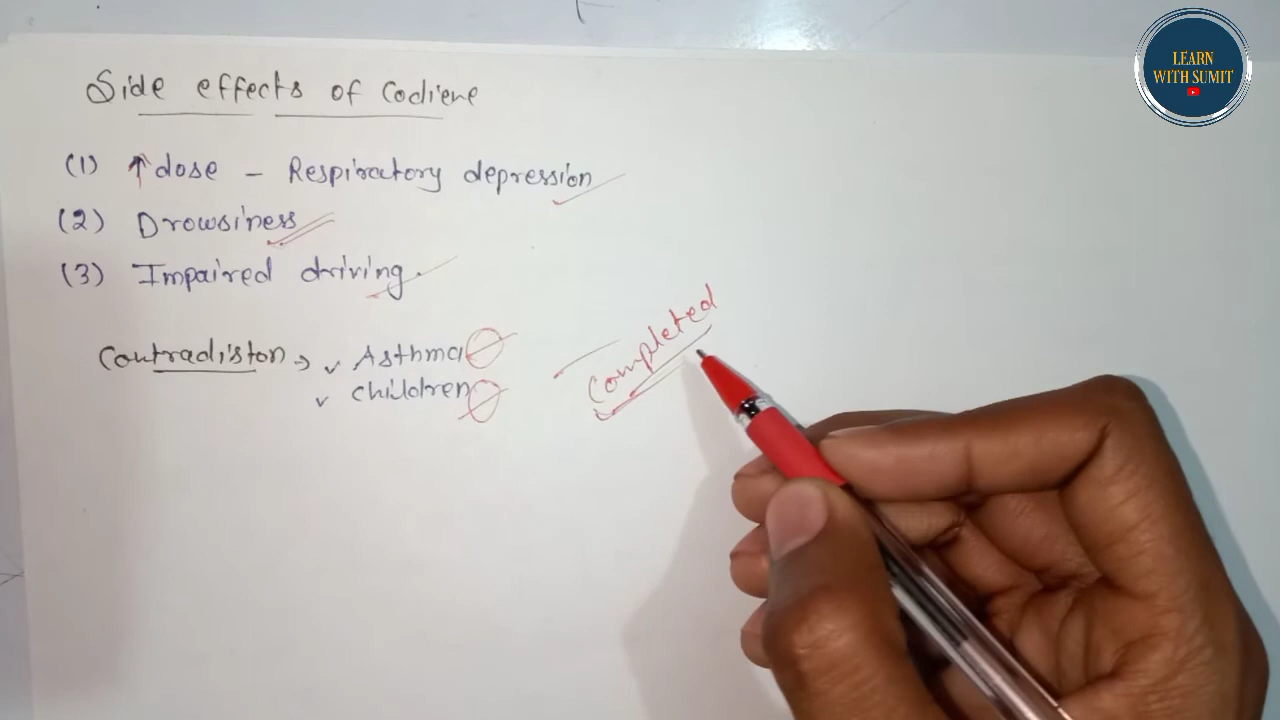 Side effects of Codiene
(1) ↑ dose - Respiratory depression
(2) Drowsiness
(3) Impaired driving.
Contradiston → ✓ Asthma
✓ children
Completed
LEARN
WITH SUMIT